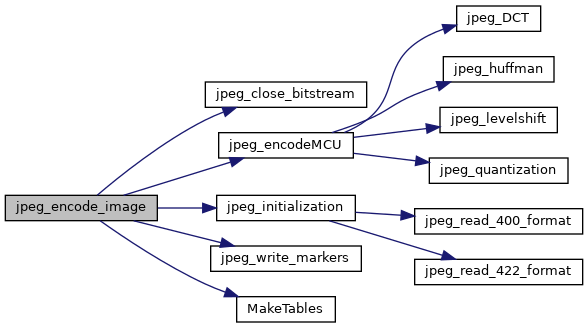 jpeg_encode_image
jpeg_close_bitstream
jpeg_encodeMCU
jpeg_DCT
jpeg_huffman
jpeg_levelshift
jpeg_quantization
jpeg_initialization
jpeg_read_400_format
jpeg_read_422_format
jpeg_write_markers
MakeTables